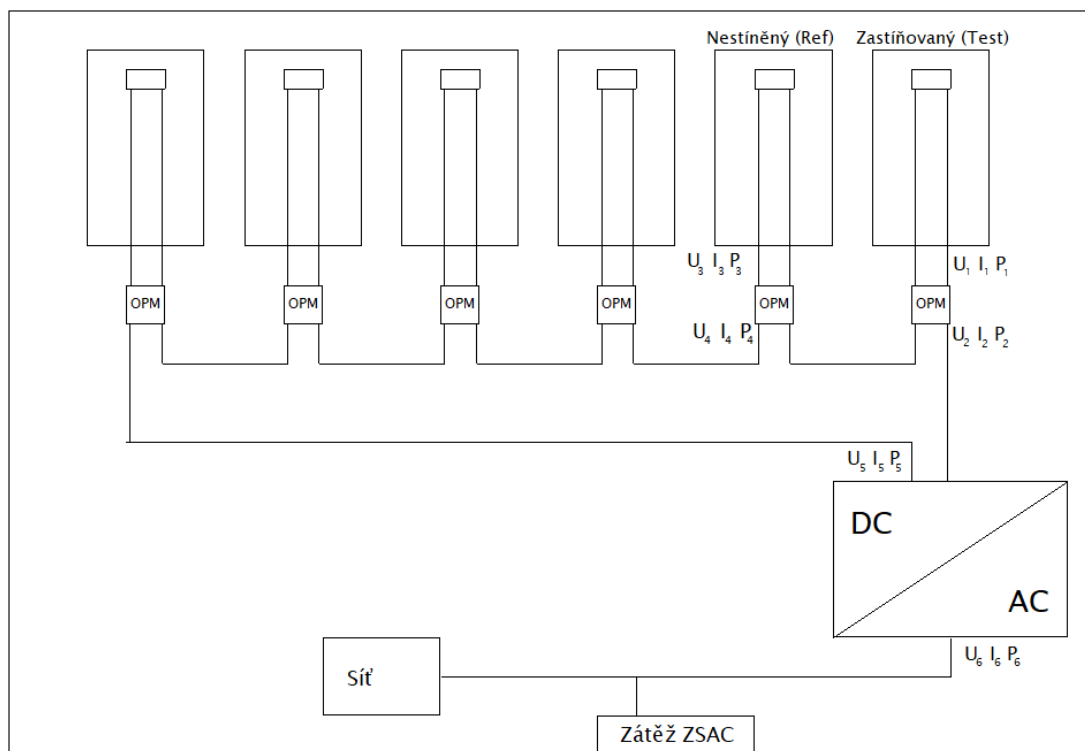 Nestíněný (Ref) Zastíňovaný (Test)
U₃ I₃ P₃ U₁ I₁ P₁
OPM OPM OPM OPM OPM OPM
U₄ I₄ P₄ U₂ I₂ P₂
U₅ I₅ P₅
DC
AC
U₆ I₆ P₆
Síť
Zátěž ZSAC